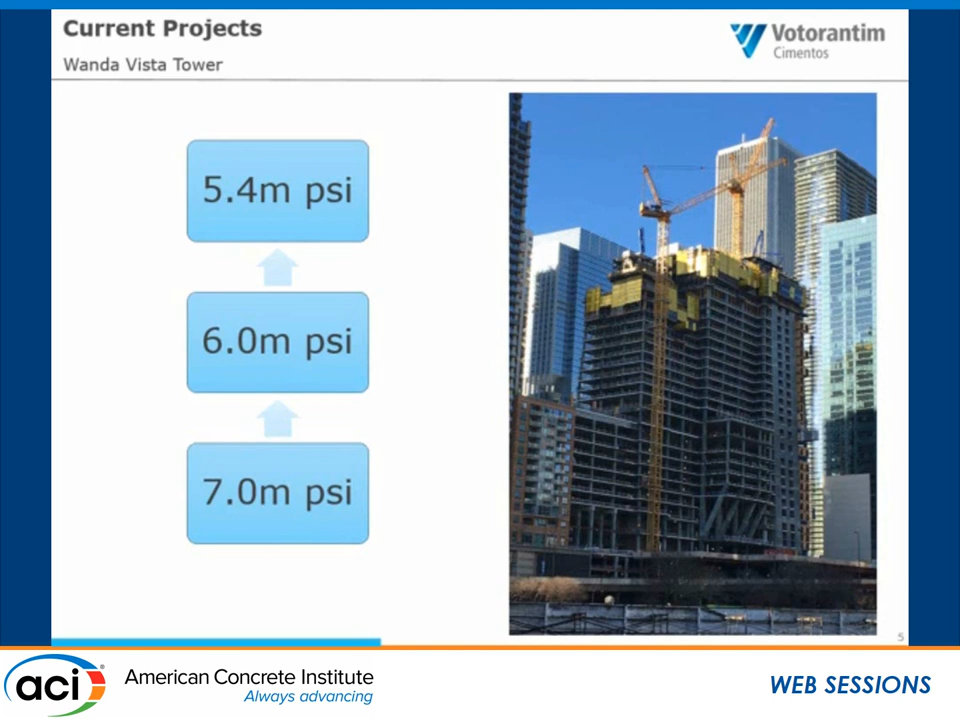 Current Projects
Wanda Vista Tower
Votorantim
Cimentos
5.4m psi
6.0m psi
7.0m psi
5
aci®
American Concrete Institute
Always advancing
WEB SESSIONS